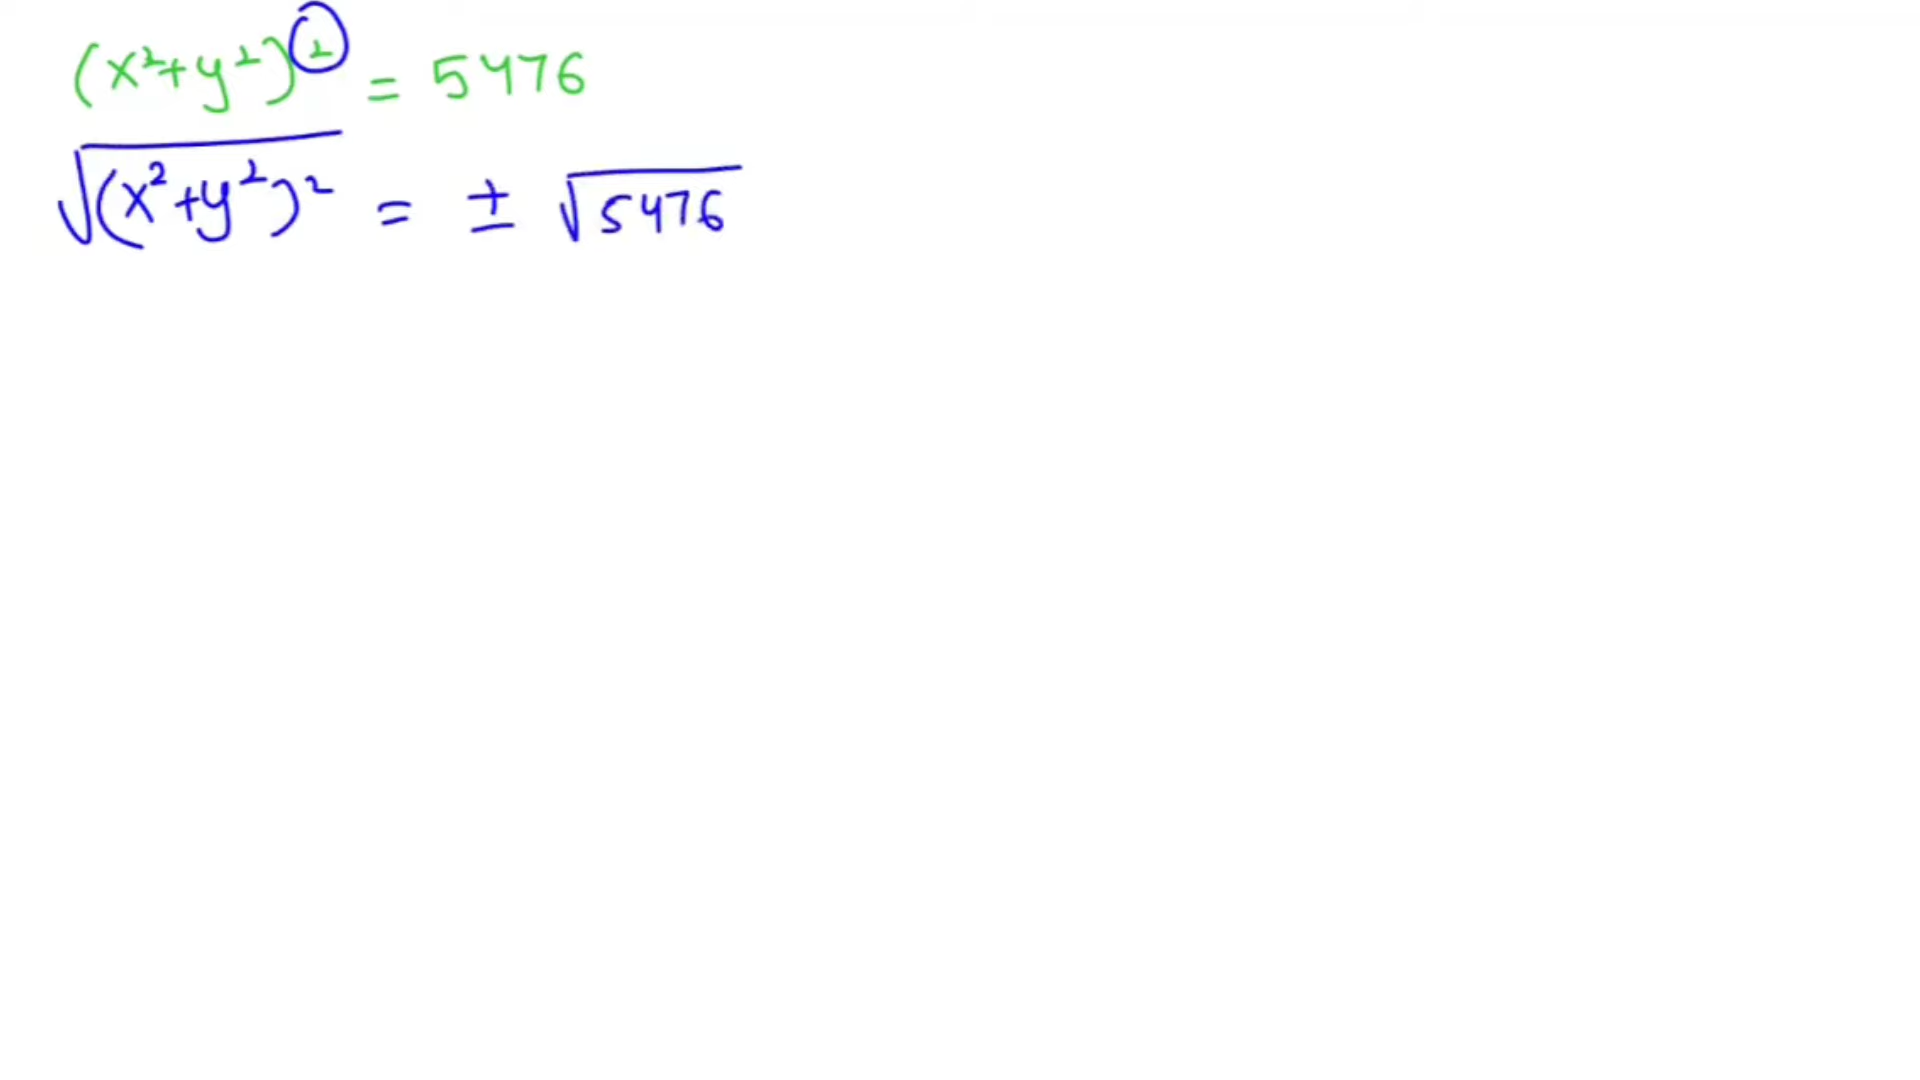 (x²+y²)² = 5476
√(x²+y²)² = ± √5476